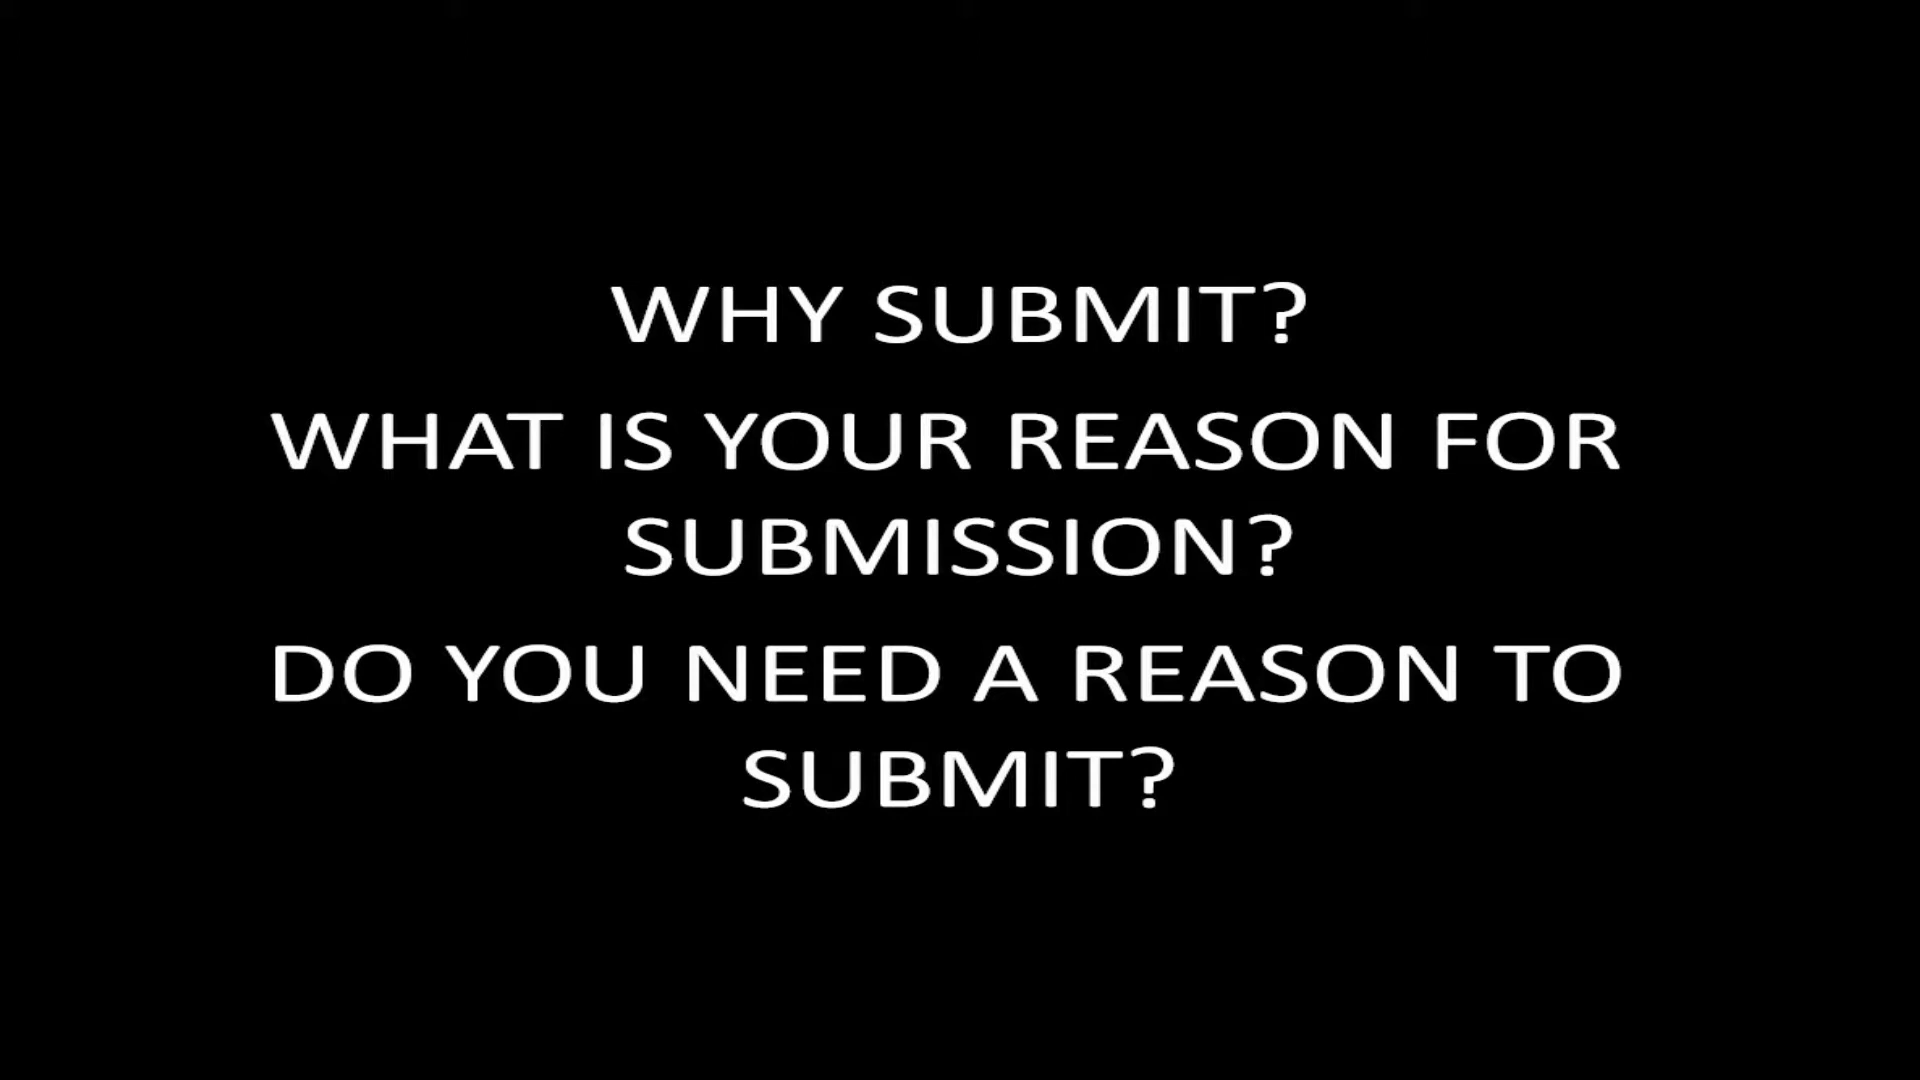 WHY SUBMIT?
WHAT IS YOUR REASON FOR
SUBMISSION?
DO YOU NEED A REASON TO
SUBMIT?